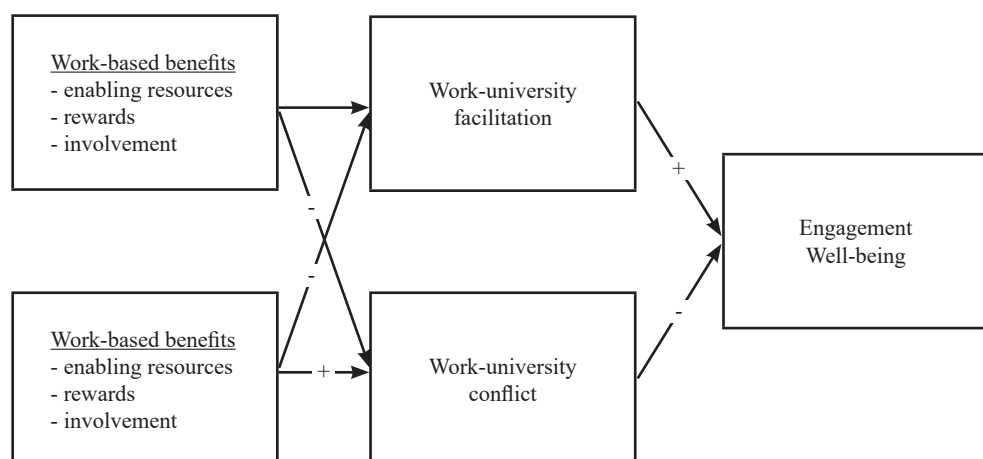 Work-based benefits
- enabling resources
- rewards
- involvement
Work-university
facilitation
+
-
Engagement
Well-being
-
-
Work-based benefits
- enabling resources
- rewards
- involvement
+
Work-university
conflict